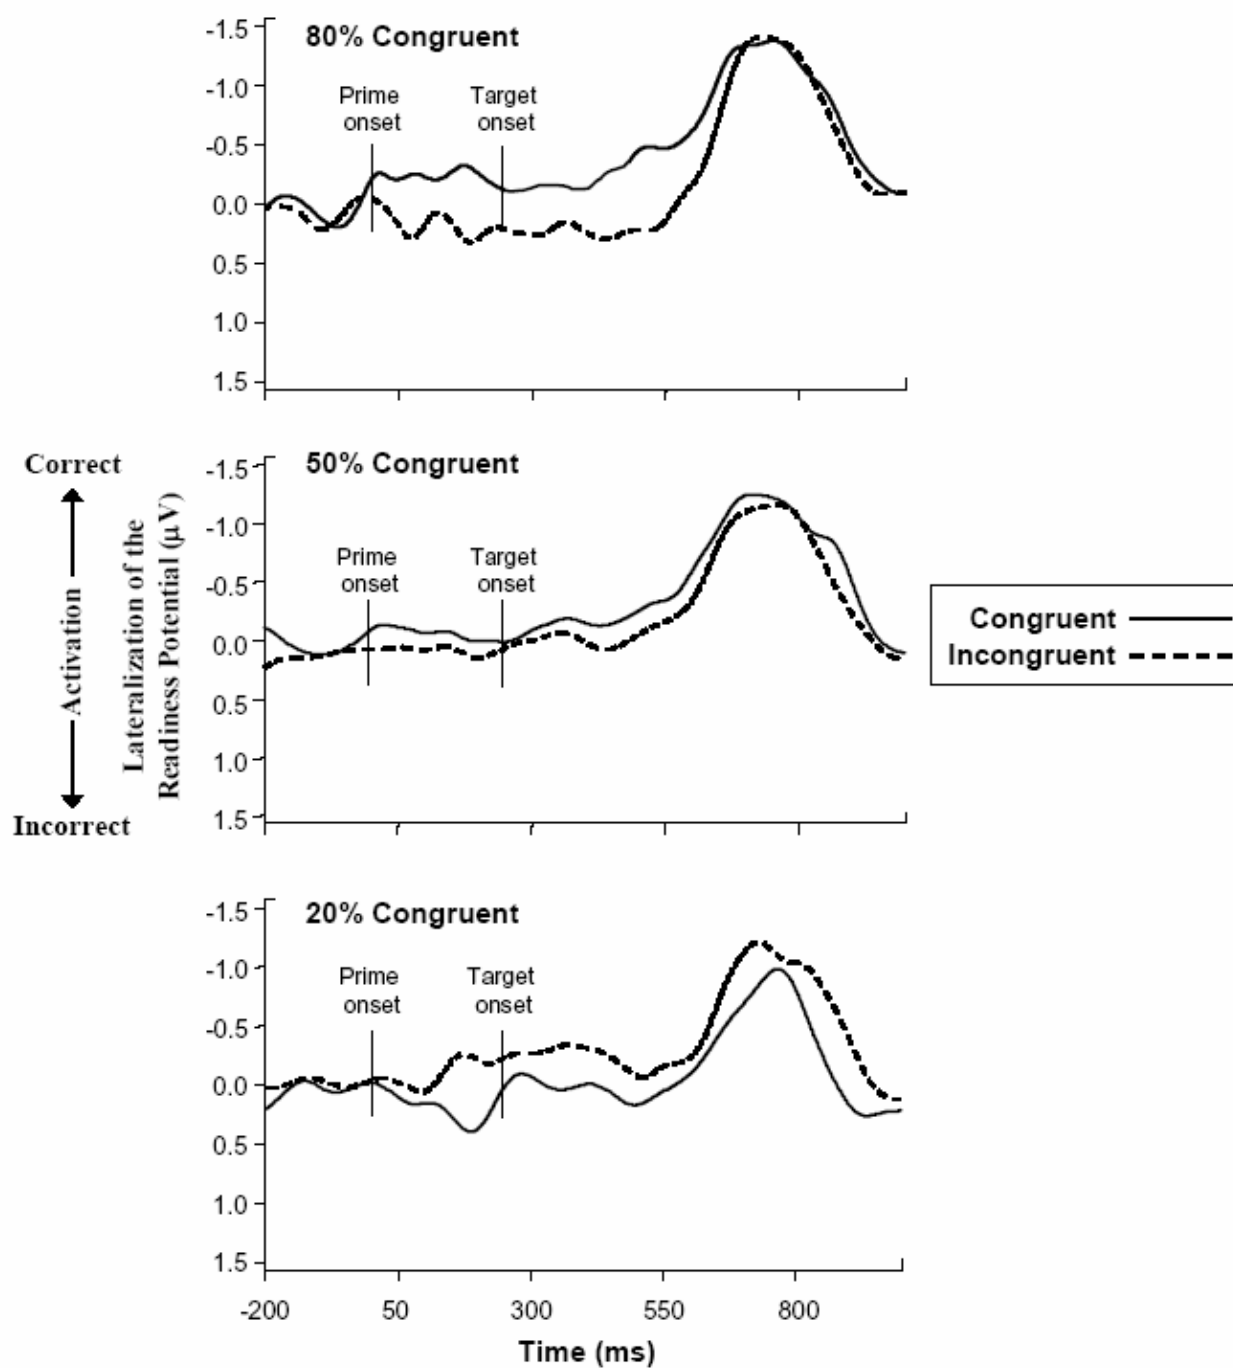 80% Congruent
Prime
onset
Target
onset
-1.5
-1.0
-0.5
0.0
0.5
1.0
1.5
Correct
Activation
Incorrect
Lateralization of the
Readiness Potential (μV)
50% Congruent
Prime
onset
Target
onset
-1.5
-1.0
-0.5
0.0
0.5
1.0
1.5
Congruent
Incongruent
20% Congruent
Prime
onset
Target
onset
-1.5
-1.0
-0.5
0.0
0.5
1.0
1.5
-200 50 300 550 800
Time (ms)